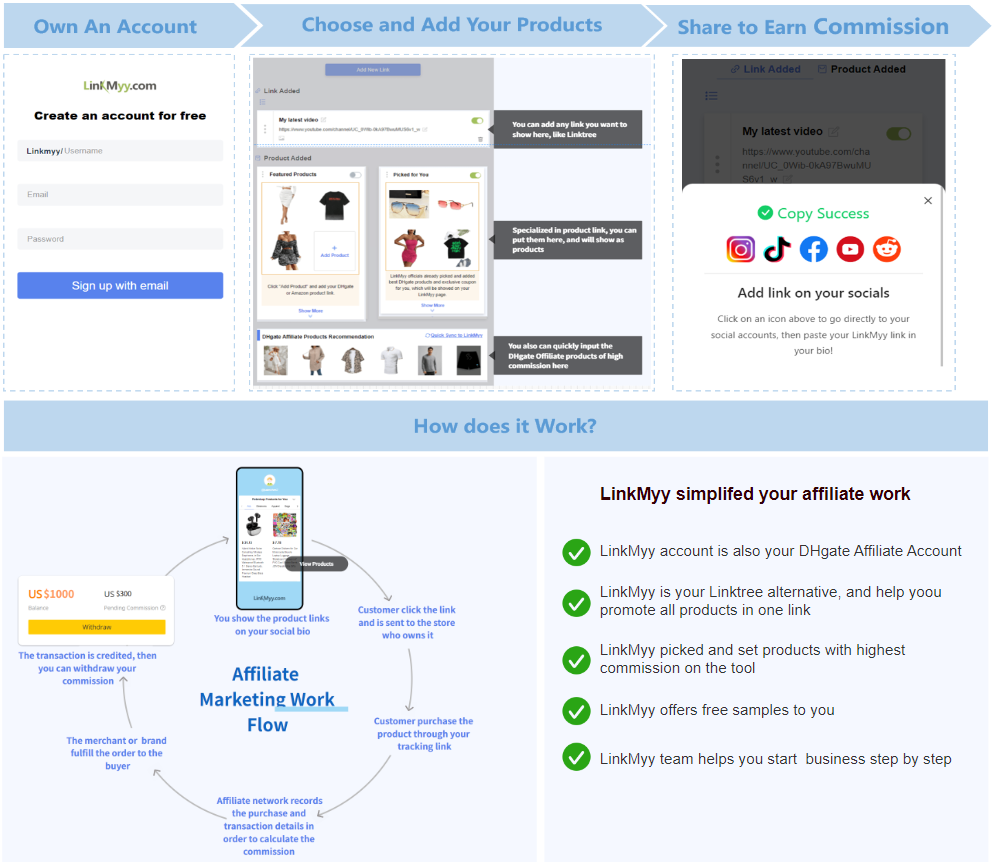 Own An Account
Choose and Add Your Products
Share to Earn Commission
LinkMyy.com
Create an account for free
Linkmyy/ Username
Email
Password
Sign up with email
Add New Link
Link Added
My latest video
Product Added
Featured Products
Picked for You
+
Add Product
Click "Add Product" and add your DHgate
or Amazon product link
Show More
LinkMyy officials already picked and added
best DHgate products and exclusive coupon
for you, which will be showed on your
LinkMyy page
Show More
DHgate Affiliate Products Recommendation
Quick Sync to LinkMyy
You can add any link you want to
show here, like Linktree
Specialized in product link, you can
put them here, and will show as
products
You also can quickly input the
DHgate Offiliate products of high
commission here
Link Added
Product Added
My latest video
https://www.youtube.com/cha
Copy Success
Add link on your socials
Click on an icon above to go directly to your
social accounts, then paste your LinkMyy link in
your bio!
How does it Work?
View Products
LinkMyy.com
You show the product links
on your social bio
Customer click the link
and is sent to the store
who owns it
Customer purchase the
product through your
tracking link
Affiliate network records
the purchase and
transaction details in
order to calculate the
commission
The merchant or brand
fulfill the order to the
buyer
US $1000
US $300
Balance
Pending Commission
Withdraw
The transaction is credited, then
you can withdraw your
commission
Affiliate
Marketing Work
Flow
LinkMyy simplifed your affiliate work
LinkMyy account is also your DHgate Affiliate Account
LinkMyy is your Linktree alternative, and help yoou
promote all products in one link
LinkMyy picked and set products with highest
commission on the tool
LinkMyy offers free samples to you
LinkMyy team helps you start business step by step